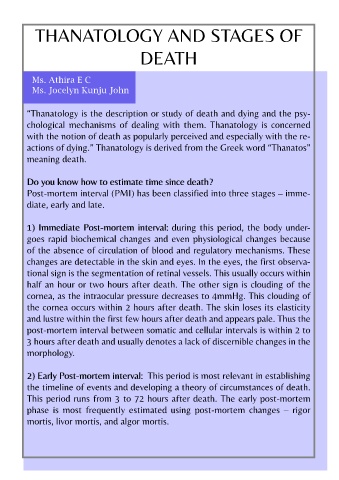 THANATOLOGY AND STAGES OF
DEATH
Ms. Athira E C
Ms. Jocelyn Kunju John
"Thanatology is the description or study of death and dying and the psy-
chological mechanisms of dealing with them. Thanatology is concerned
with the notion of death as popularly perceived and especially with the re-
actions of dying." Thanatology is derived from the Greek word "Thanatos"
meaning death.
Do you know how to estimate time since death?
Post-mortem interval (PMI) has been classified into three stages – imme-
diate, early and late.
1) Immediate Post-mortem interval: during this period, the body under-
goes rapid biochemical changes and even physiological changes because
of the absence of circulation of blood and regulatory mechanisms. These
changes are detectable in the skin and eyes. In the eyes, the first observa-
tional sign is the segmentation of retinal vessels. This usually occurs within
half an hour or two hours after death. The other sign is clouding of the
cornea, as the intraocular pressure decreases to 4mmHg. This clouding of
the cornea occurs within 2 hours after death. The skin loses its elasticity
and lustre within the first few hours after death and appears pale. Thus the
post-mortem interval between somatic and cellular intervals is within 2 to
3 hours after death and usually denotes a lack of discernible changes in the
morphology.
2) Early Post-mortem interval: This period is most relevant in establishing
the timeline of events and developing a theory of circumstances of death.
This period runs from 3 to 72 hours after death. The early post-mortem
phase is most frequently estimated using post-mortem changes – rigor
mortis, livor mortis, and algor mortis.